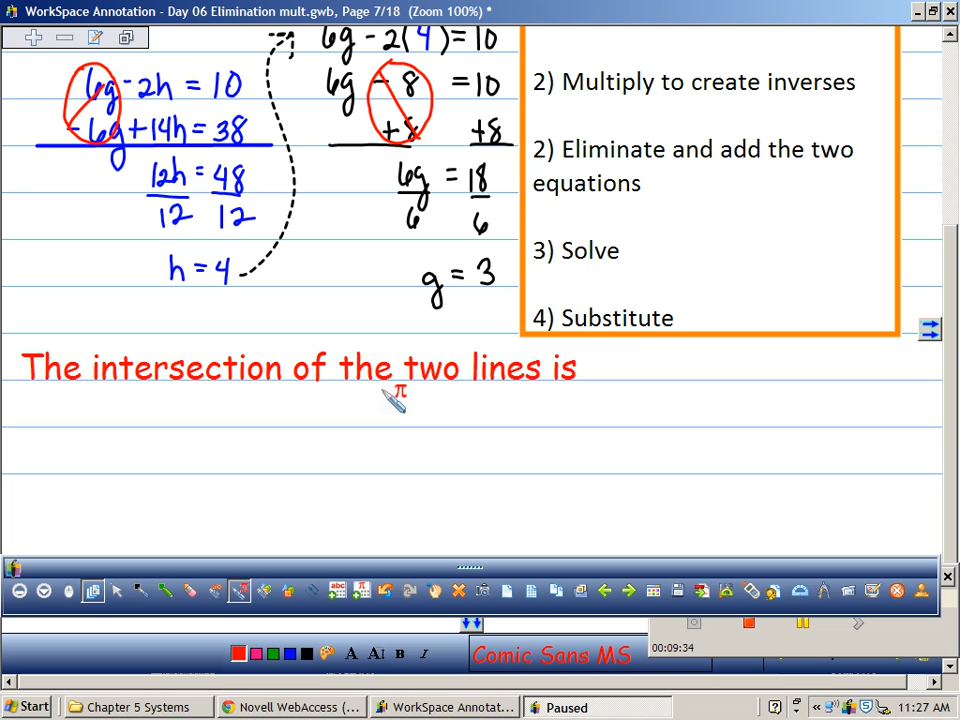 WorkSpace Annotation - Day 06 Elimination mult.gwb, Page 7/18 (Zoom 100%) *
6g - 2(4) = 10
6g - 2h = 10
6g - 8 = 10
-6g + 14h = 38
+8 +8
12h = 48
12 12
6g = 18
6 6
h = 4
g = 3
2) Multiply to create inverses
2) Eliminate and add the two
equations
3) Solve
4) Substitute
The intersection of the two lines is
π
abc
π
00:09:34
A A B I
Comic Sans MS
Start
Chapter 5 Systems
Novell WebAccess (...
WorkSpace Annotat...
Paused
11:27 AM